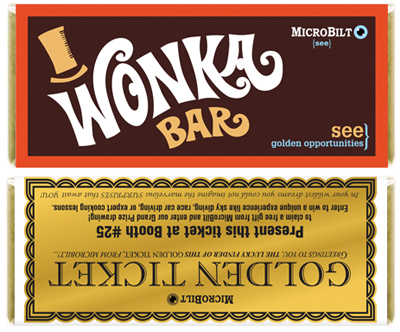 WONKA
BAR
MICROBILT
{see}
see}
golden opportunities
MICROBILT
GOLDEN TICKET
GREETINGS TO YOU, THE LUCKY FINDER OF THIS GOLDEN TICKET, FROM MICROBILT...!
Present this ticket at Booth #25
to claim a free gift from MicroBilt and enter our Grand Prize Drawing!
Enter to win a unique experience like sky diving, race car driving, or expert cooking lessons.
In your wildest dreams you could not imagine the marvelous SURPRISES that await YOU!